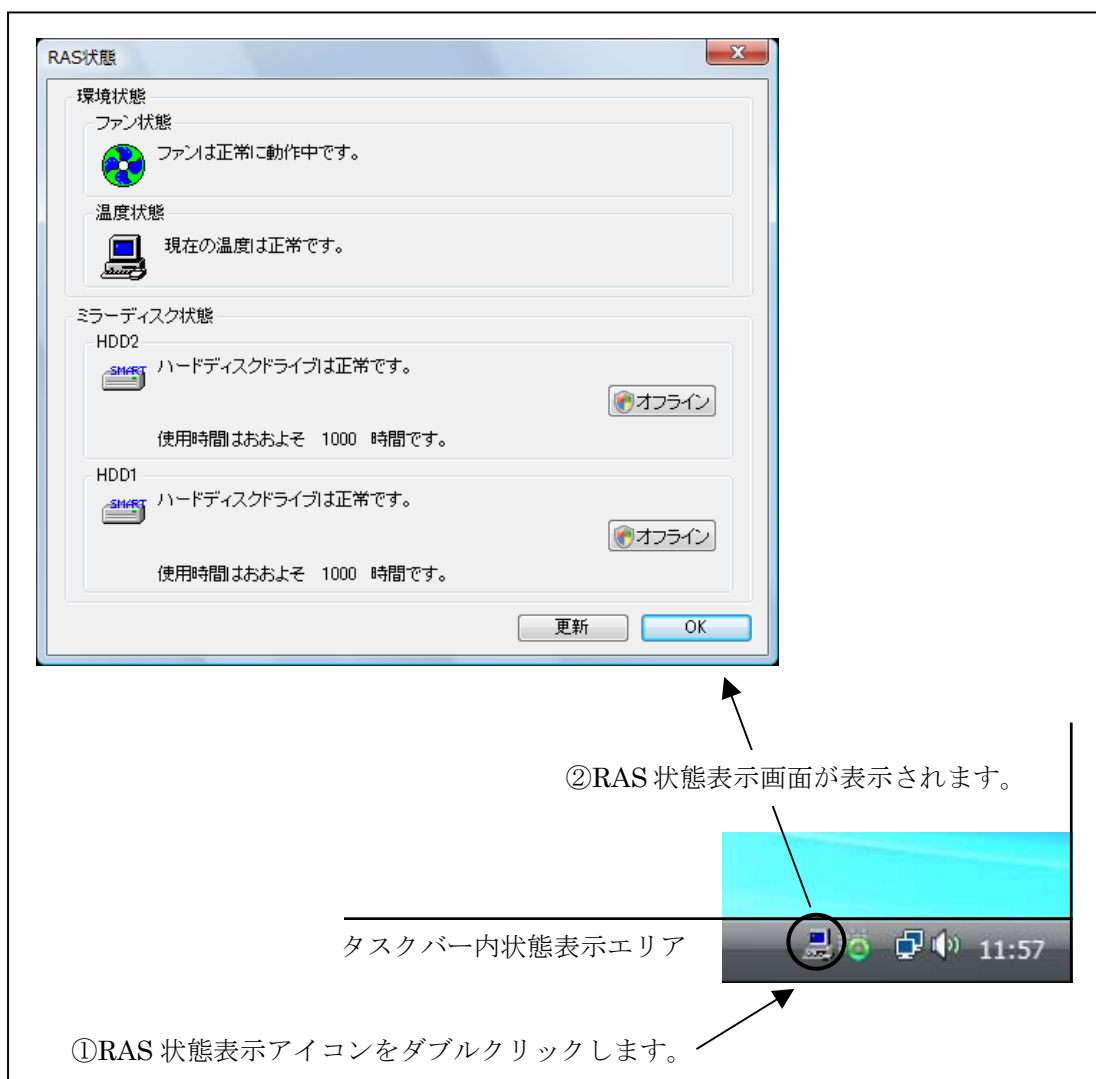 RAS状態
環境状態
ファン状態
ファンは正常に動作中です。
温度状態
現在の温度は正常です。
ミラーディスク状態
HDD2
SMART
ハードディスクドライブは正常です。
オフライン
使用時間はおおよそ 1000 時間です。
HDD1
SMART
ハードディスクドライブは正常です。
オフライン
使用時間はおおよそ 1000 時間です。
更新
OK
②RAS 状態表示画面が表示されます。
タスクバー内状態表示エリア
11:57
①RAS 状態表示アイコンをダブルクリックします。